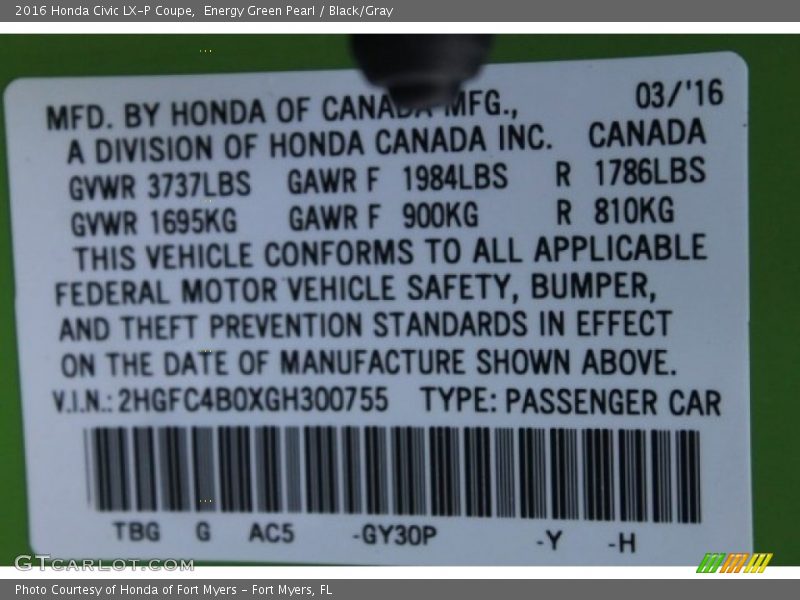 2016 Honda Civic LX-P Coupe,  Energy Green Pearl / Black/Gray
03/'16
MFD. BY HONDA OF CANADA MFG.,
A DIVISION OF HONDA CANADA INC. CANADA
GVWR 3737LBS GAWR F 1984LBS R 1786LBS
GVWR 1695KG GAWR F 900KG R 810KG
THIS VEHICLE CONFORMS TO ALL APPLICABLE
FEDERAL MOTOR VEHICLE SAFETY, BUMPER,
AND THEFT PREVENTION STANDARDS IN EFFECT
ON THE DATE OF MANUFACTURE SHOWN ABOVE.
V.I.N.: 2HGFC4B0XGH300755 TYPE: PASSENGER CAR
TBG G AC5 -GY30P -Y -H
GTCARLOT.COM
Photo Courtesy of Honda of Fort Myers - Fort Myers, FL